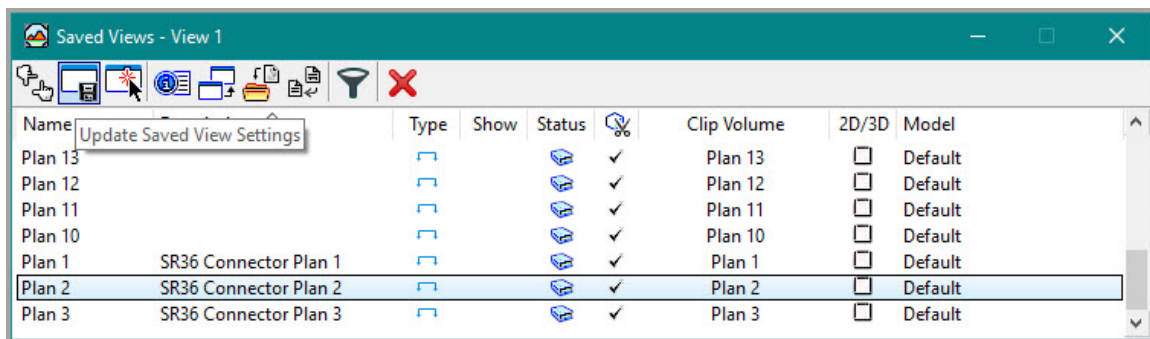 Saved Views - View 1
Name Type Show Status Clip Volume 2D/3D Model
Update Saved View Settings
Plan 13 Plan 13 Default
Plan 12 Plan 12 Default
Plan 11 Plan 11 Default
Plan 10 Plan 10 Default
Plan 1 SR36 Connector Plan 1 Plan 1 Default
Plan 2 SR36 Connector Plan 2 Plan 2 Default
Plan 3 SR36 Connector Plan 3 Plan 3 Default